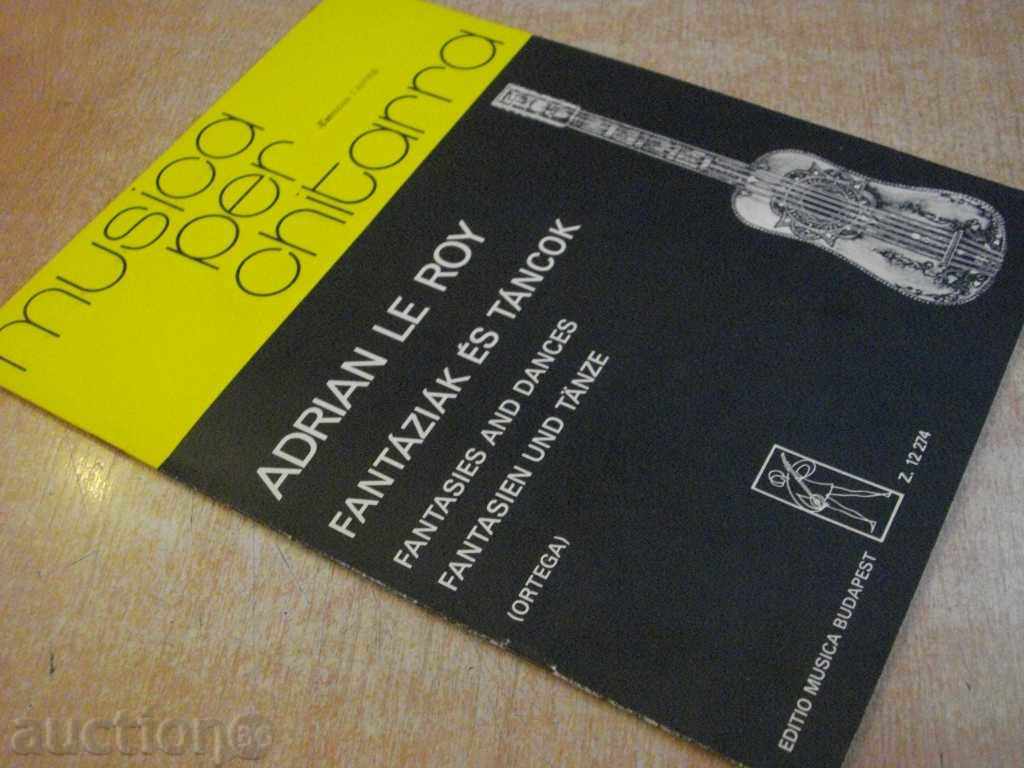 musica
per
chitarra
ADRIAN LE ROY
FANTÁZIÁK ÉS TÁNCOK
FANTASIES AND DANCES
FANTASIEN UND TÄNZE
(ORTEGA)
Z. 12 274
EDITIO MUSICA BUDAPEST
auction.BG